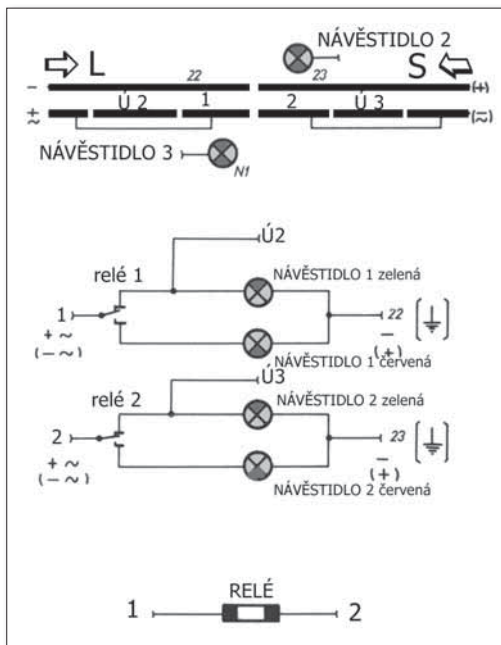 NÁVĚSTIDLO 2
L 22 23 S
- (+)
Ú 2 1 2 Ú 3
+ ~ (− ~)
NÁVĚSTIDLO 3 N1
Ú2
relé 1
NÁVĚSTIDLO 1 zelená
1 22
+ ~ −
(− ~) (+)
NÁVĚSTIDLO 1 červená
Ú3
relé 2
NÁVĚSTIDLO 2 zelená
2 23
+ ~ −
(− ~) (+)
NÁVĚSTIDLO 2 červená
RELÉ
1 2